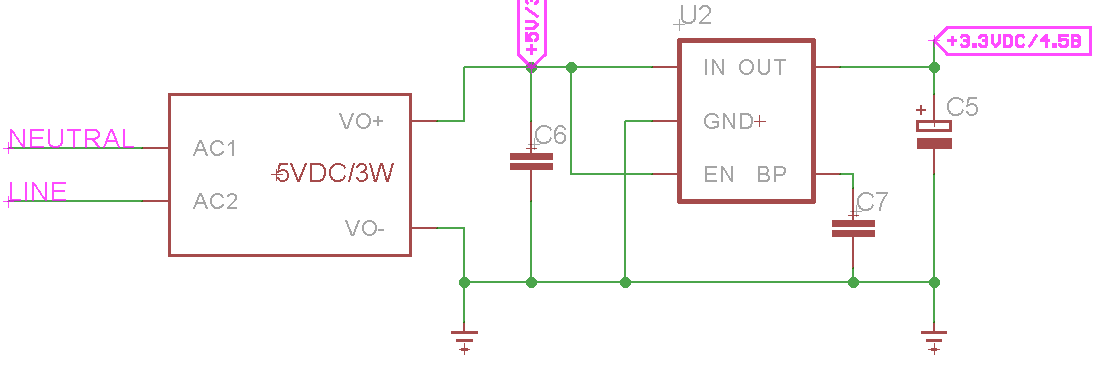 +5V/3
U2
+3.3VDC/4.5B
IN OUT
VO+
C6
GND+
C5
+
NEUTRAL
AC1
5VDC/3W
EN BP
LINE
AC2
C7
VO-